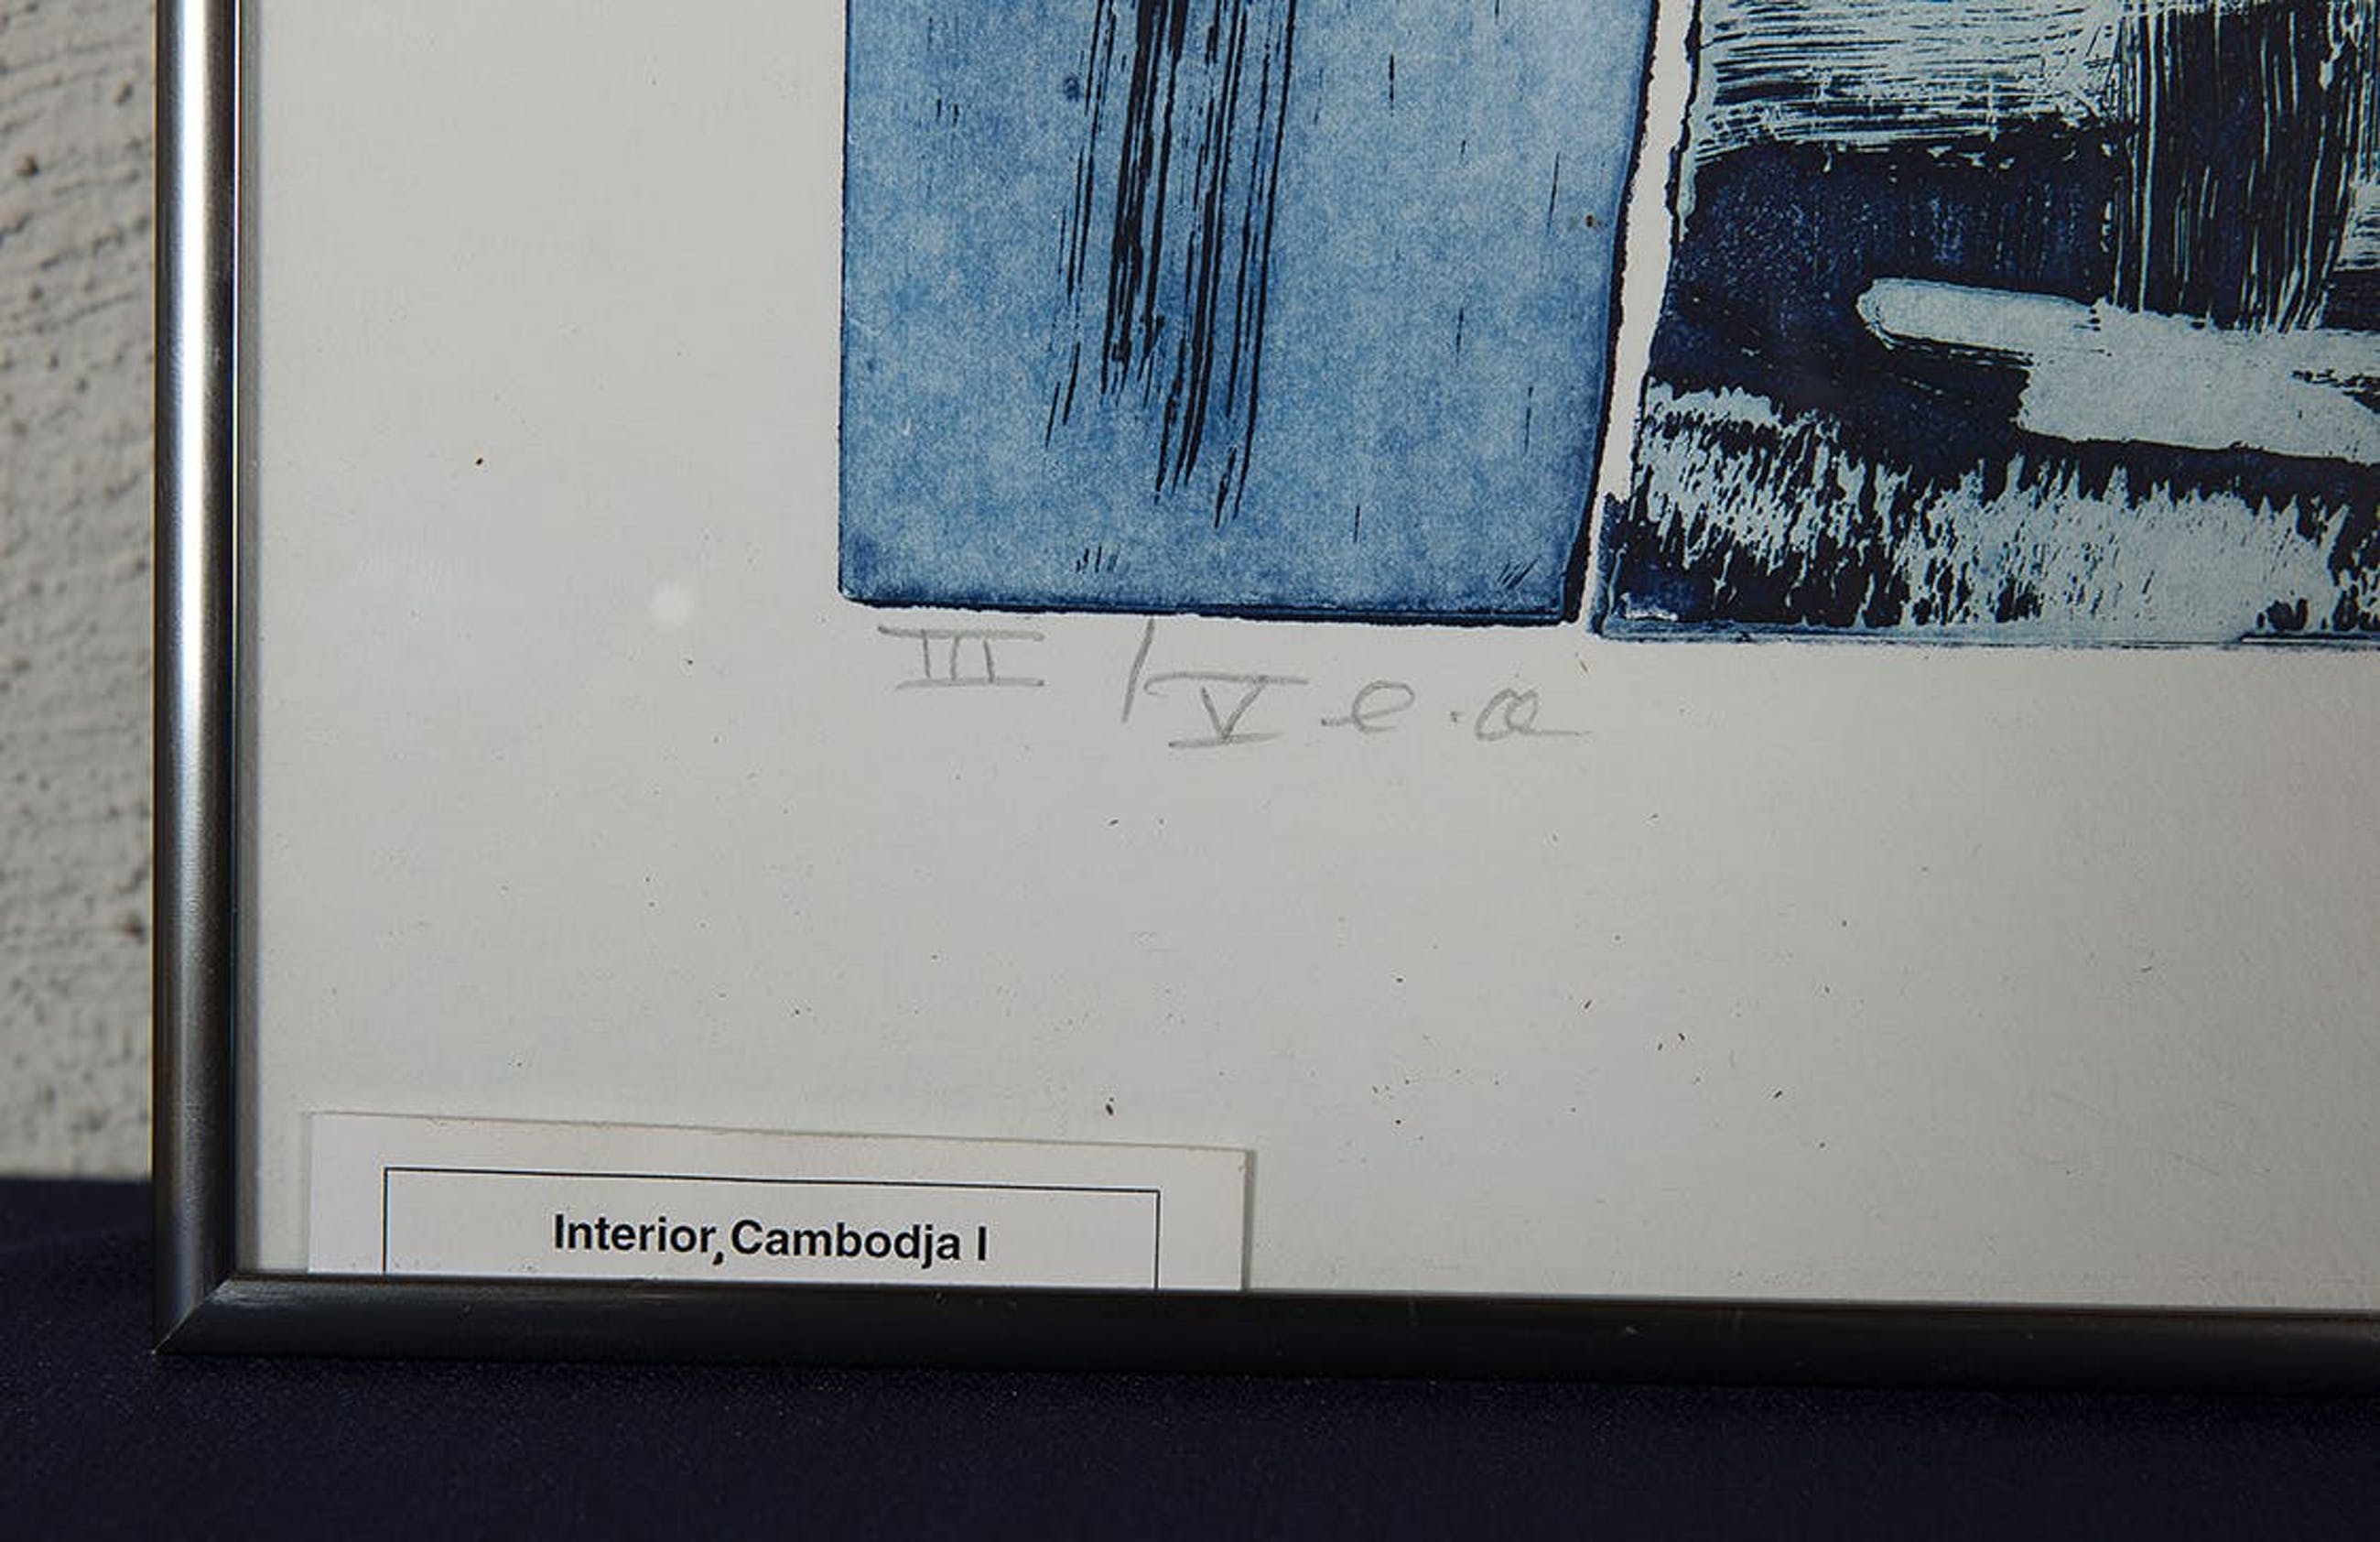 III / V e.a
Interior, Cambodja I